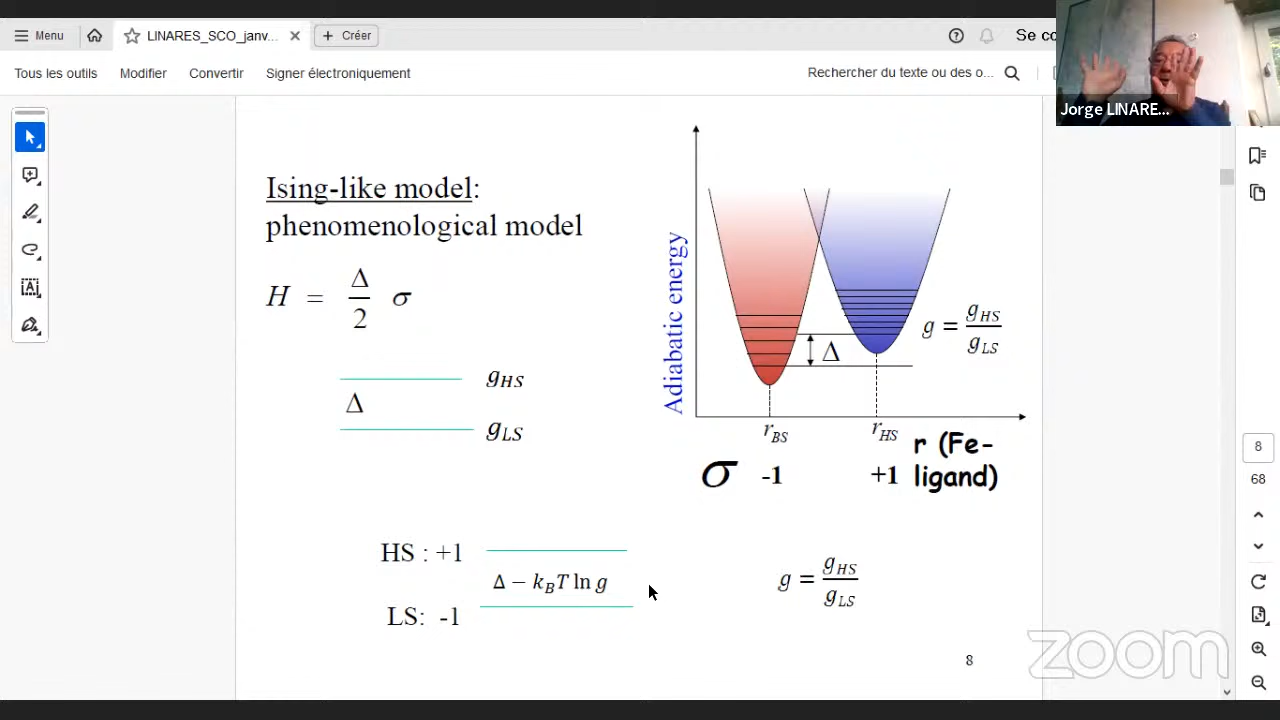 Menu
LINARES_SCO_janv...
Créer
Se co
Tous les outils Modifier Convertir Signer électroniquement
Rechercher du texte ou des o...
Jorge LINARE...
Ising-like model:
phenomenological model
H = Δ/2 σ
g_HS
Δ
g_LS
Adiabatic energy
Δ
g = g_HS/g_LS
r_BS r_HS r (Fe-
ligand)
σ -1 +1
HS : +1
Δ − k_B T ln g
LS: -1
g = g_HS/g_LS
8
8
68
zoom